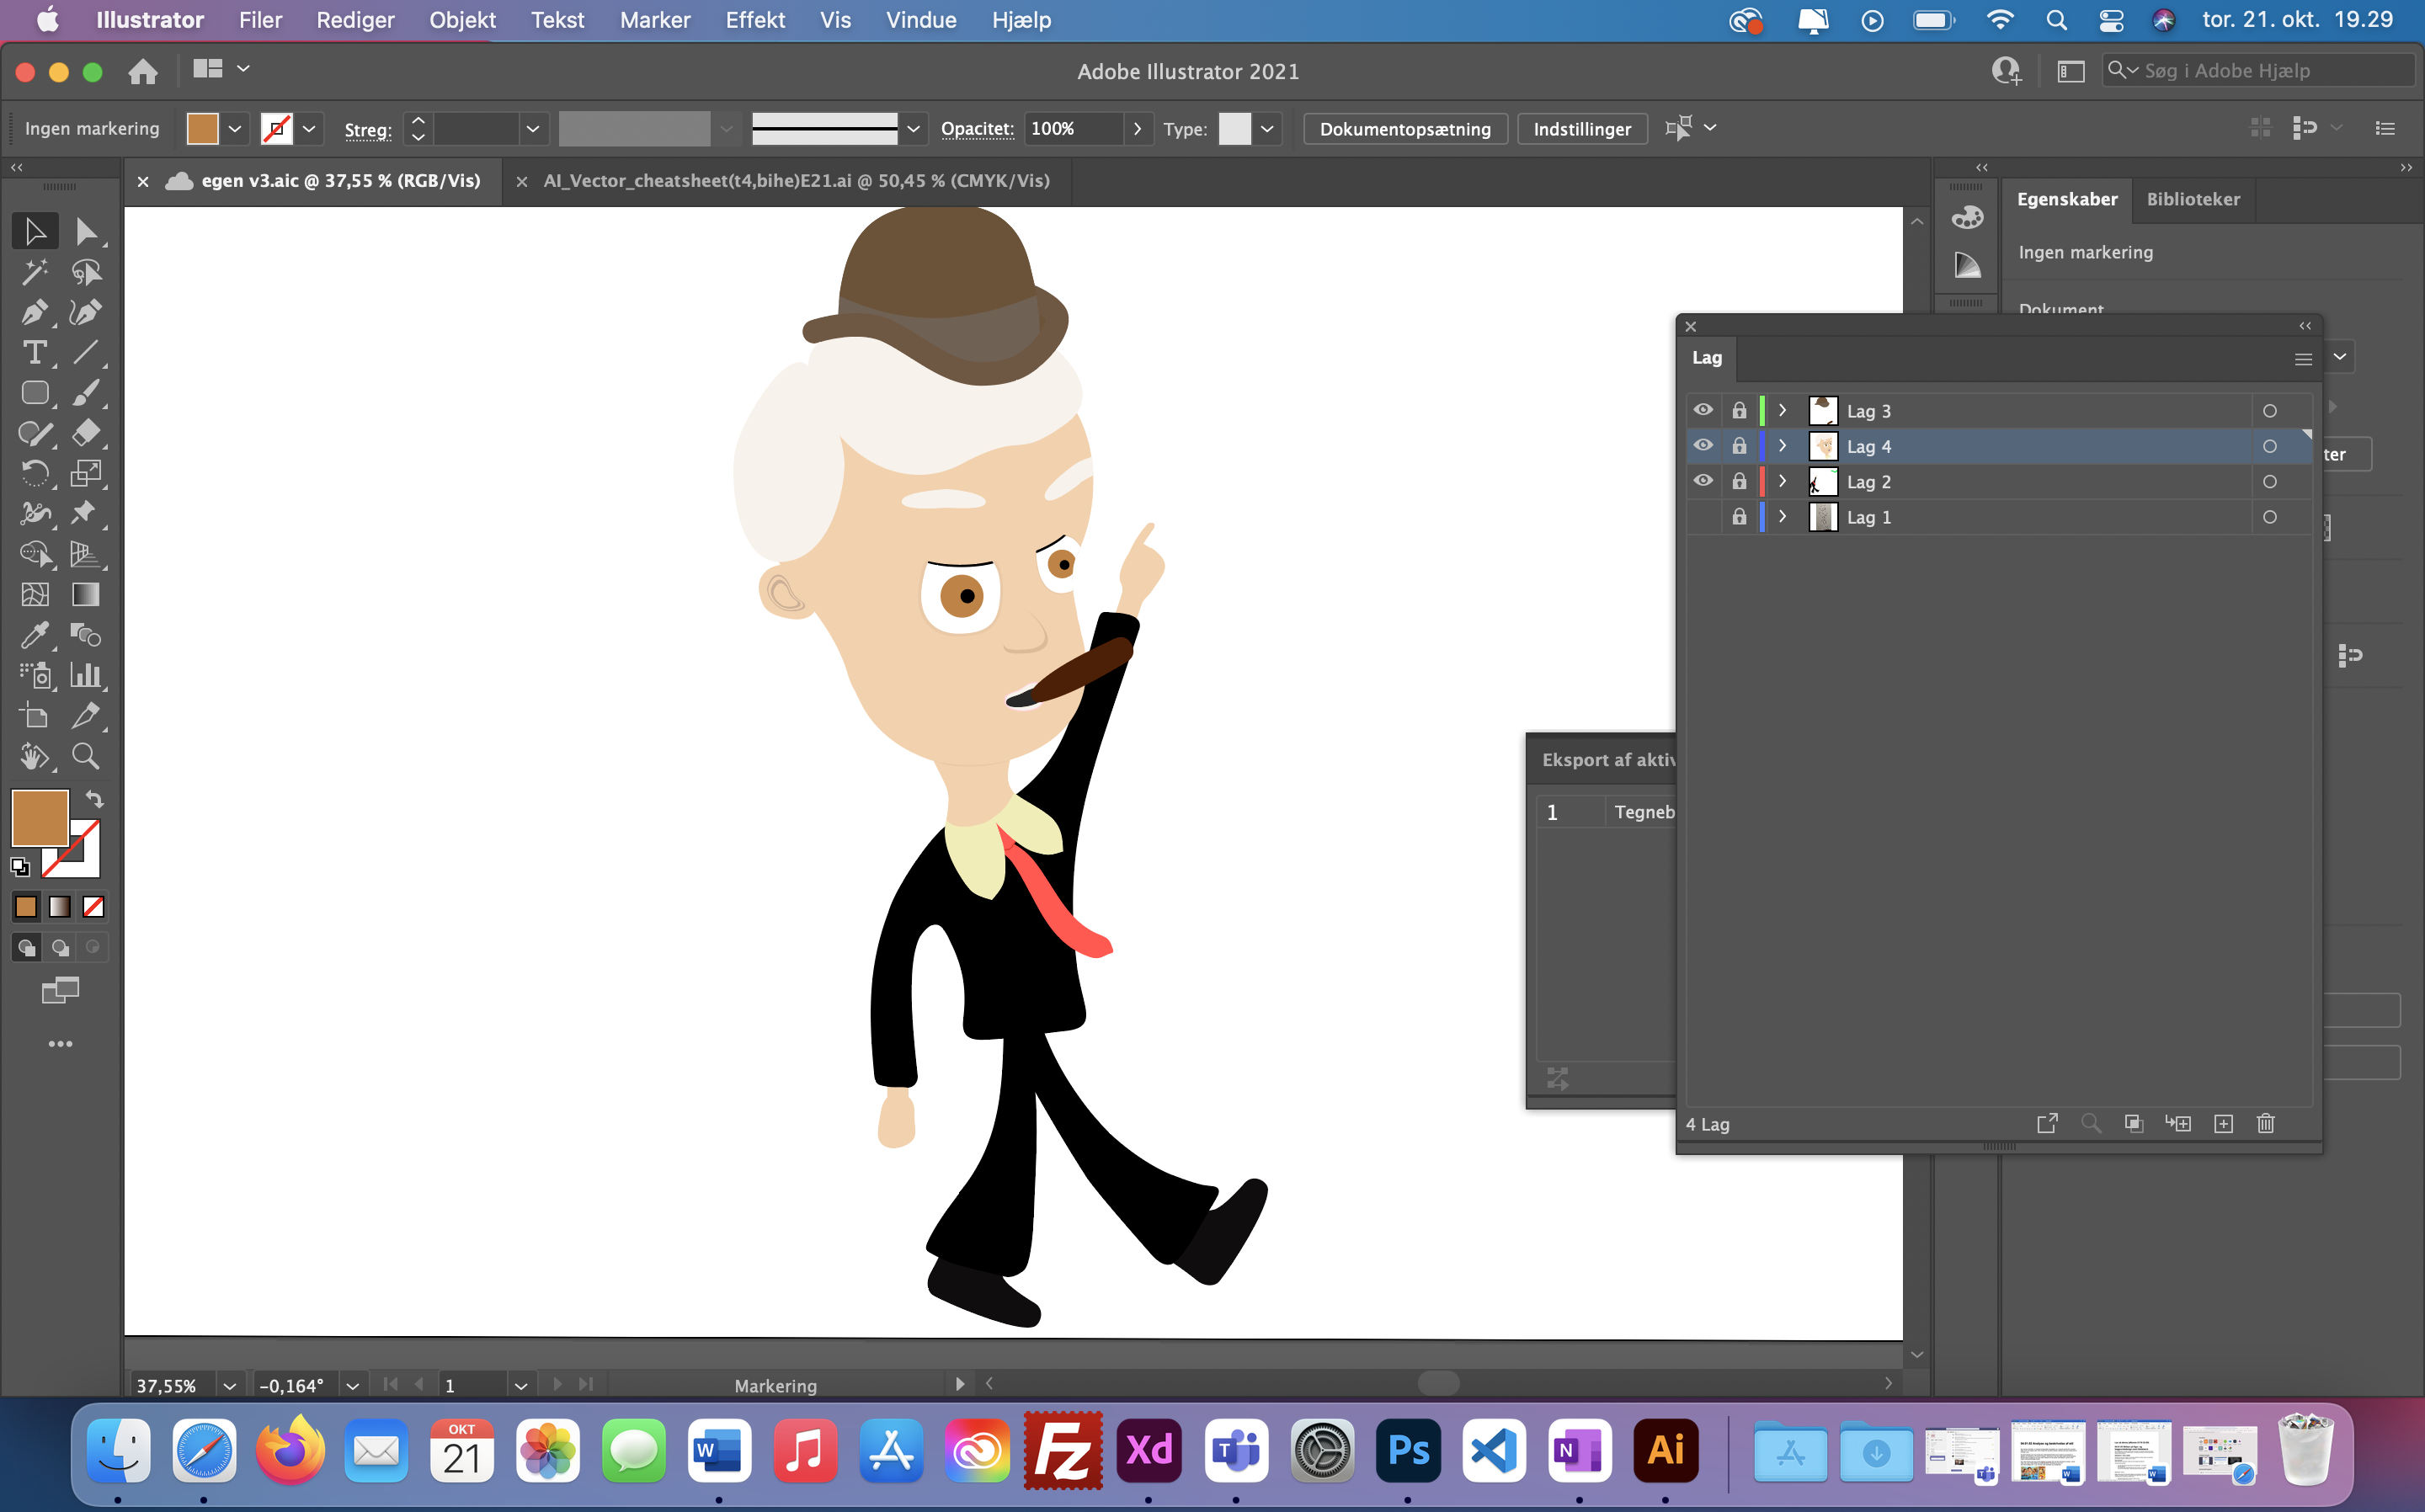 Illustrator Filer Rediger Objekt Tekst Marker Effekt Vis Vindue Hjælp tor. 21. okt. 19.29
Adobe Illustrator 2021 Søg i Adobe Hjælp
Ingen markering Streg: Opacitet: 100% Type: Dokumentopsætning Indstillinger
egen v3.aic @ 37,55 % (RGB/Vis) AI_Vector_cheatsheet(t4,bihe)E21.ai @ 50,45 % (CMYK/Vis)
Egenskaber Biblioteker
Ingen markering
Dokument
Lag
Lag 3
Lag 4
ter
Lag 2
Lag 1
Eksport af aktiv
1 Tegneb
4 Lag
37,55% -0,164° 1 Markering
OKT
21
W
Fz
Xd
T
Ps
N
Ai